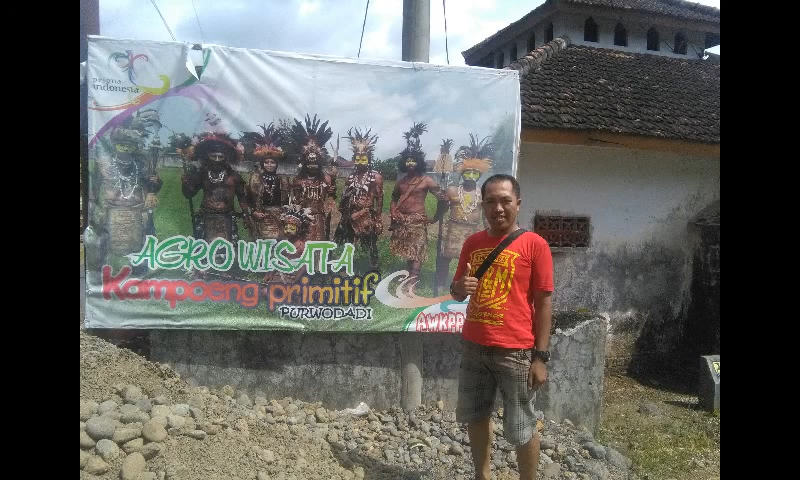 pesona
indonesia
AGRO WISATA
Kampoeng primitif
PURWODADI